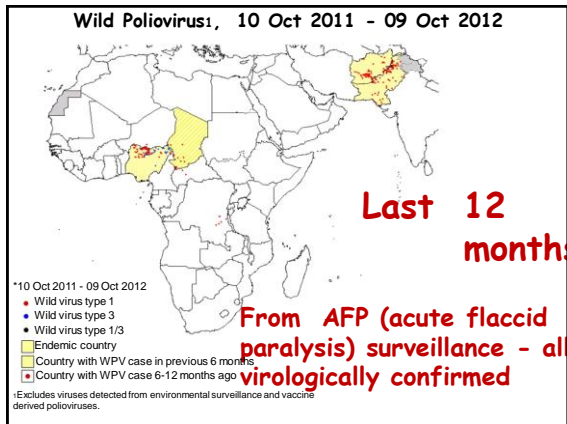 Wild Poliovirus1, 10 Oct 2011 - 09 Oct 2012
Last 12
months
*10 Oct 2011 - 09 Oct 2012
Wild virus type 1
Wild virus type 3
Wild virus type 1/3
Endemic country
Country with WPV case in previous 6 months
Country with WPV case 6-12 months ago
From AFP (acute flaccid
paralysis) surveillance - all
virologically confirmed
1Excludes viruses detected from environmental surveillance and vaccine
derived polioviruses.